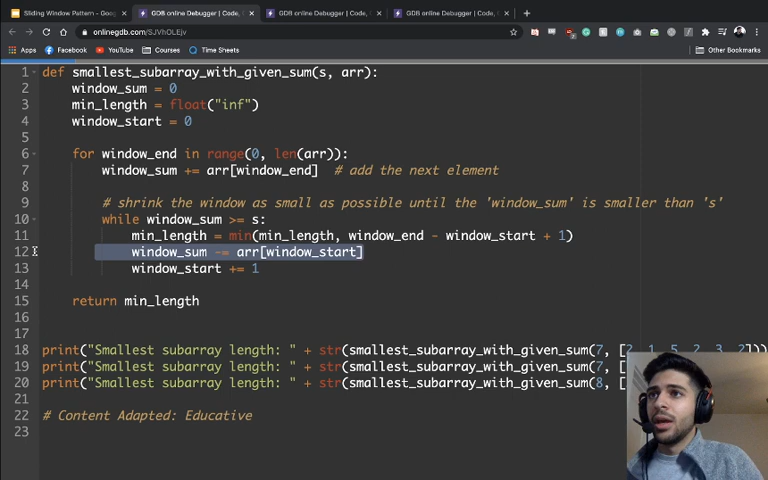 Sliding Window Pattern - Goo
GDB online Debugger | Code,
GDB online Debugger | Code, I
GDB online Debugger | Code, I
onlinegdb.com/SJVhOLEjv
Apps
Facebook
YouTube
Courses
Time Sheets
Other Bookmarks
1 def smallest_subarray_with_given_sum(s, arr):
2 window_sum = 0
3 min_length = float("inf")
4 window_start = 0
5
6 for window_end in range(0, len(arr)):
7 window_sum += arr[window_end] # add the next element
8
9 # shrink the window as small as possible until the 'window_sum' is smaller than 's'
10 while window_sum >= s:
11 min_length = min(min_length, window_end - window_start + 1)
12 window_sum -= arr[window_start]
13 window_start += 1
14
15 return min_length
16
17
18 print("Smallest subarray length: " + str(smallest_subarray_with_given_sum(7, [2, 1, 5, 2, 3, 2]))
19 print("Smallest subarray length: " + str(smallest_subarray_with_given_sum(7, [
20 print("Smallest subarray length: " + str(smallest_subarray_with_given_sum(8, [
21
22 # Content Adapted: Educative
23